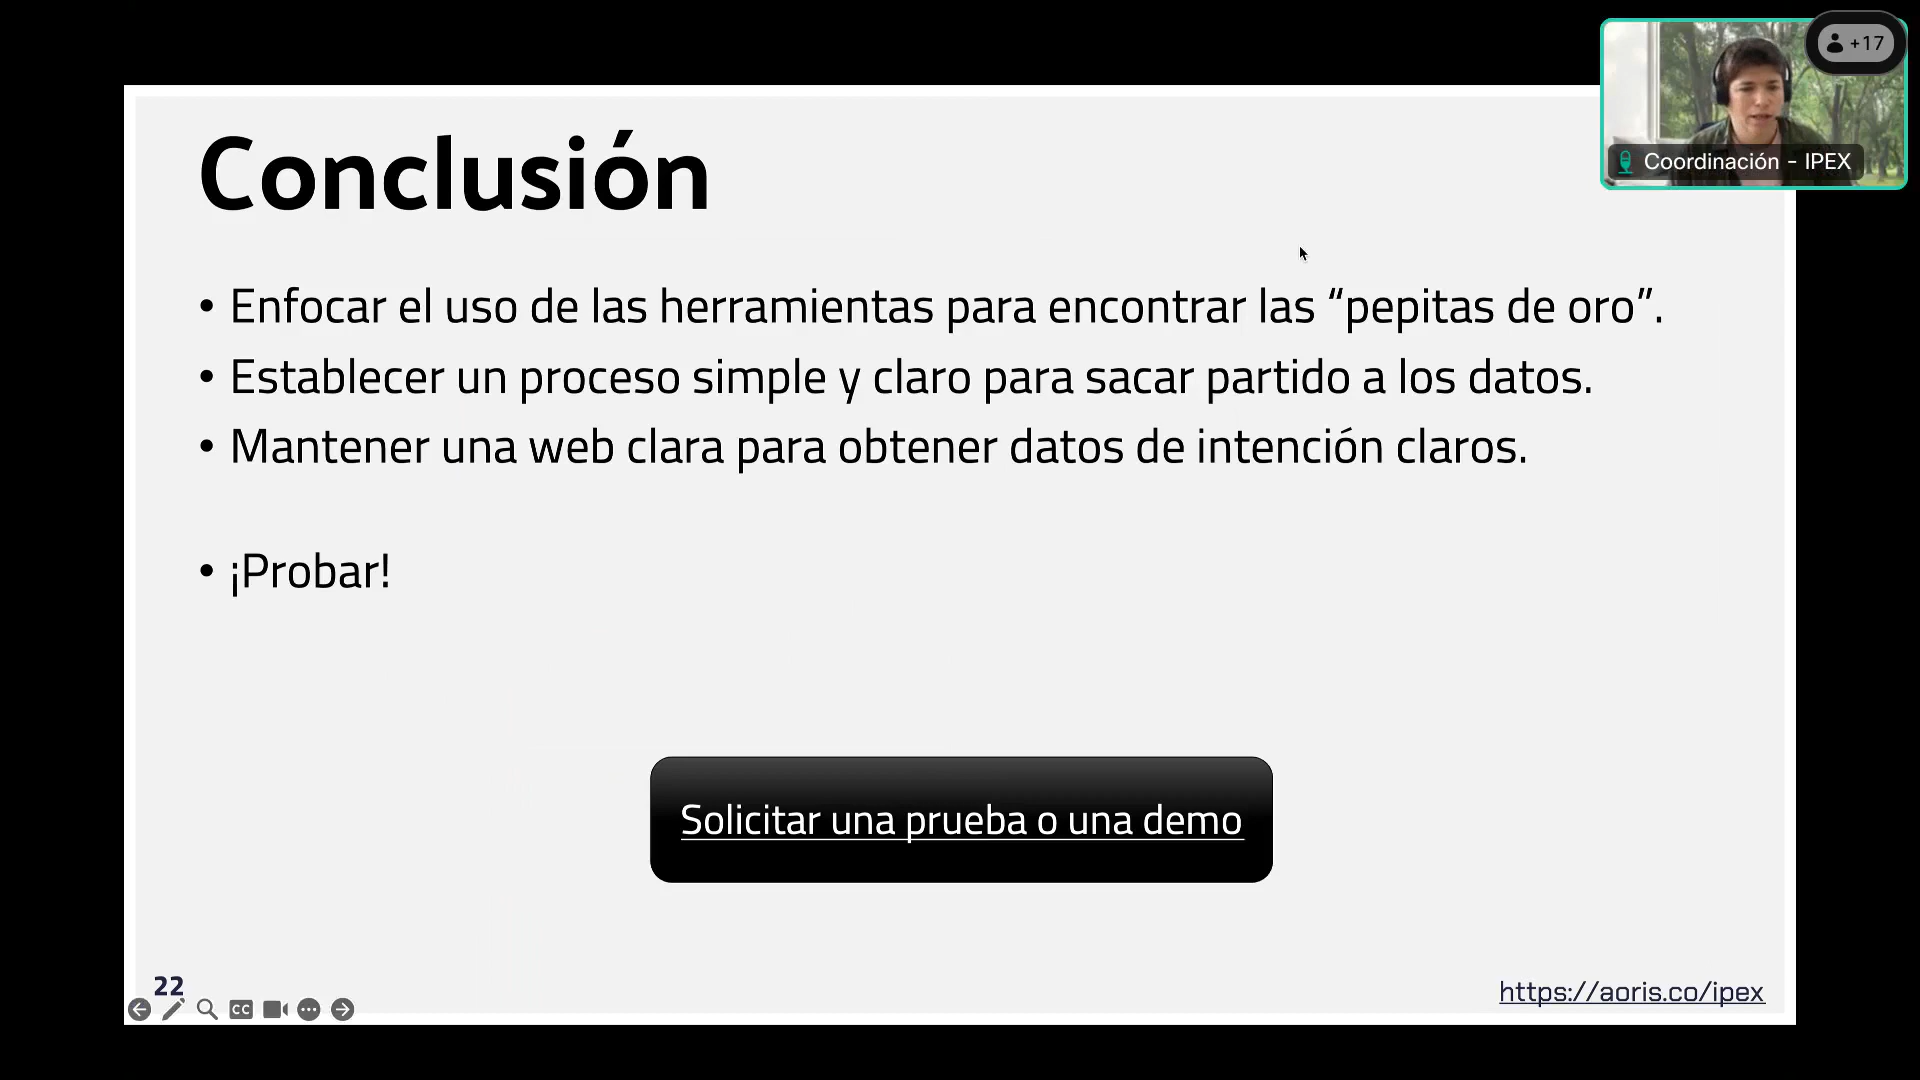 +17
Coordinación - IPEX
Conclusión
• Enfocar el uso de las herramientas para encontrar las “pepitas de oro”.
• Establecer un proceso simple y claro para sacar partido a los datos.
• Mantener una web clara para obtener datos de intención claros.
• ¡Probar!
Solicitar una prueba o una demo
22
CC
https://aoris.co/ipex